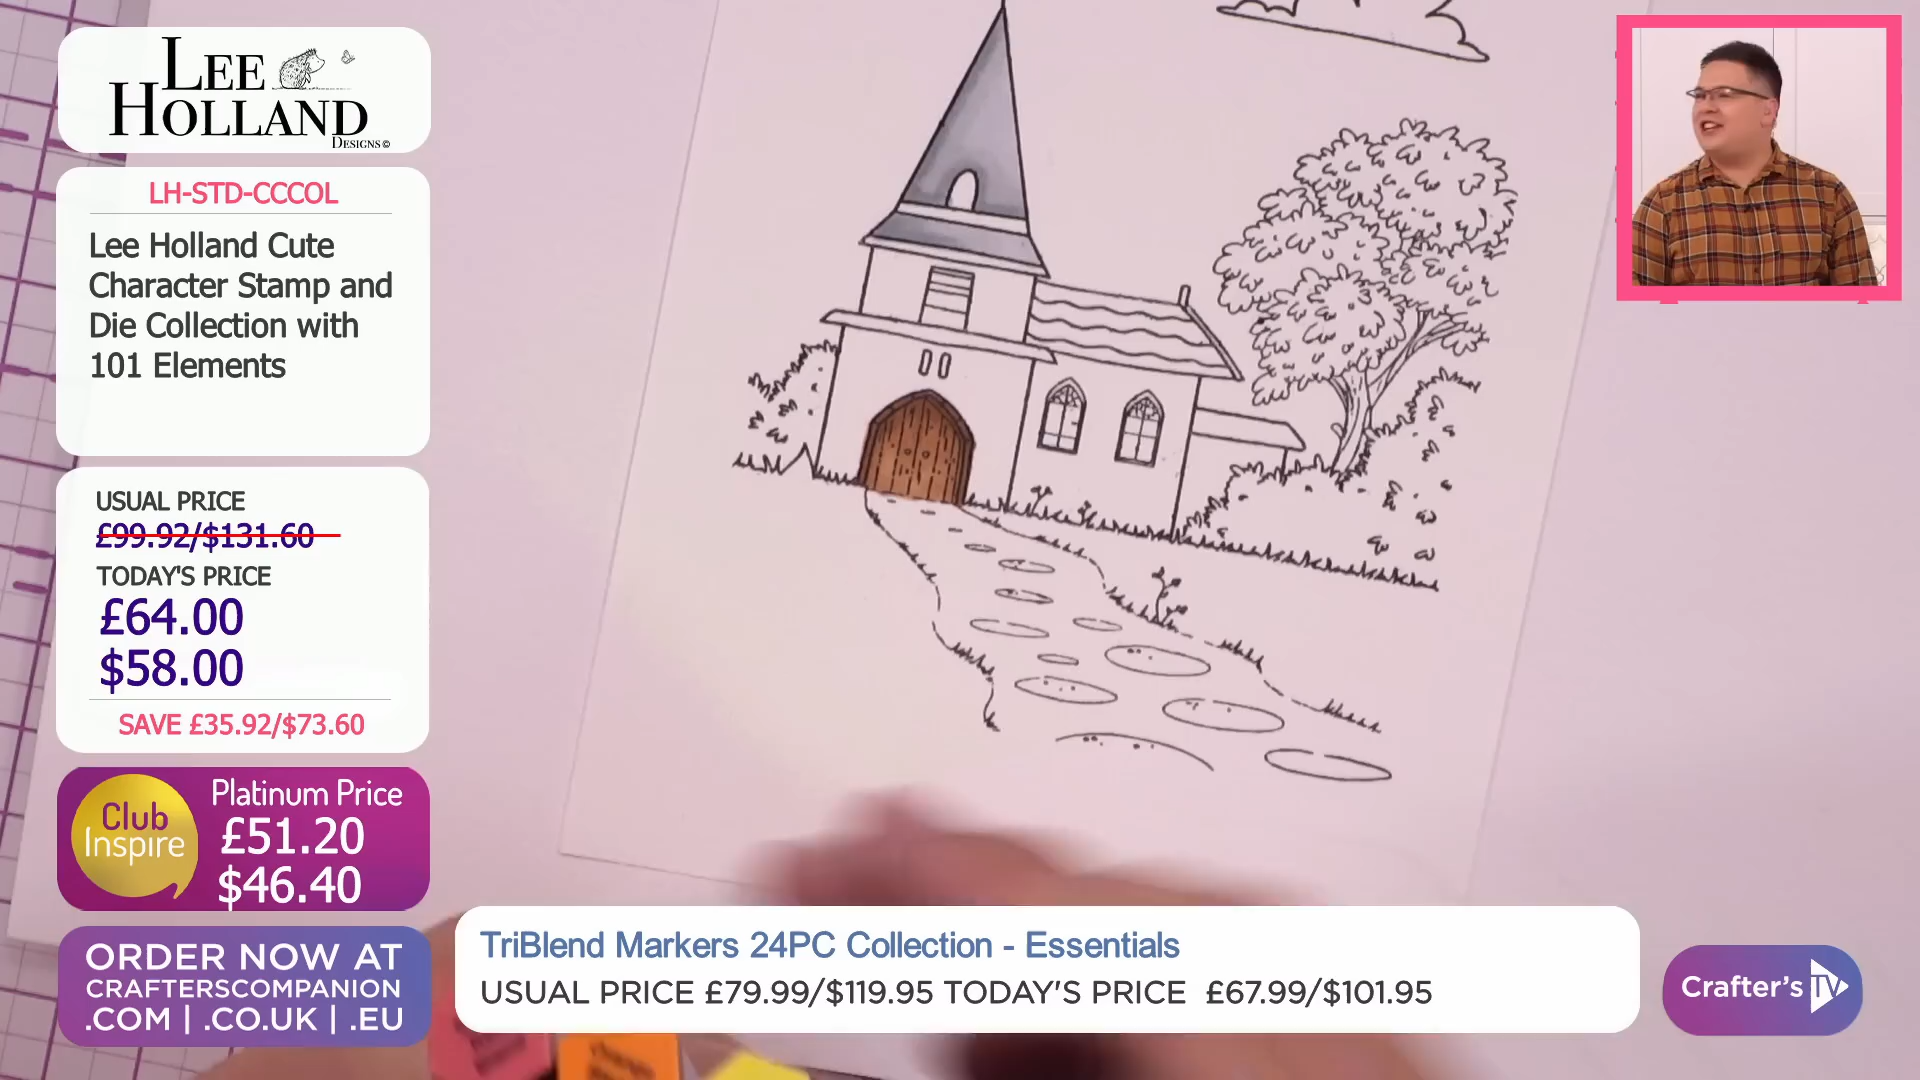 LEE
HOLLAND
DESIGNS©
LH-STD-CCCOL
Lee Holland Cute
Character Stamp and
Die Collection with
101 Elements
USUAL PRICE
£99.92/$131.60
TODAY'S PRICE
£64.00
$58.00
SAVE £35.92/$73.60
Club
Inspire
Platinum Price
£51.20
$46.40
ORDER NOW AT
CRAFTERSCOMPANION
.COM | .CO.UK | .EU
TriBlend Markers 24PC Collection - Essentials
USUAL PRICE £79.99/$119.95 TODAY'S PRICE £67.99/$101.95
Crafter's TV